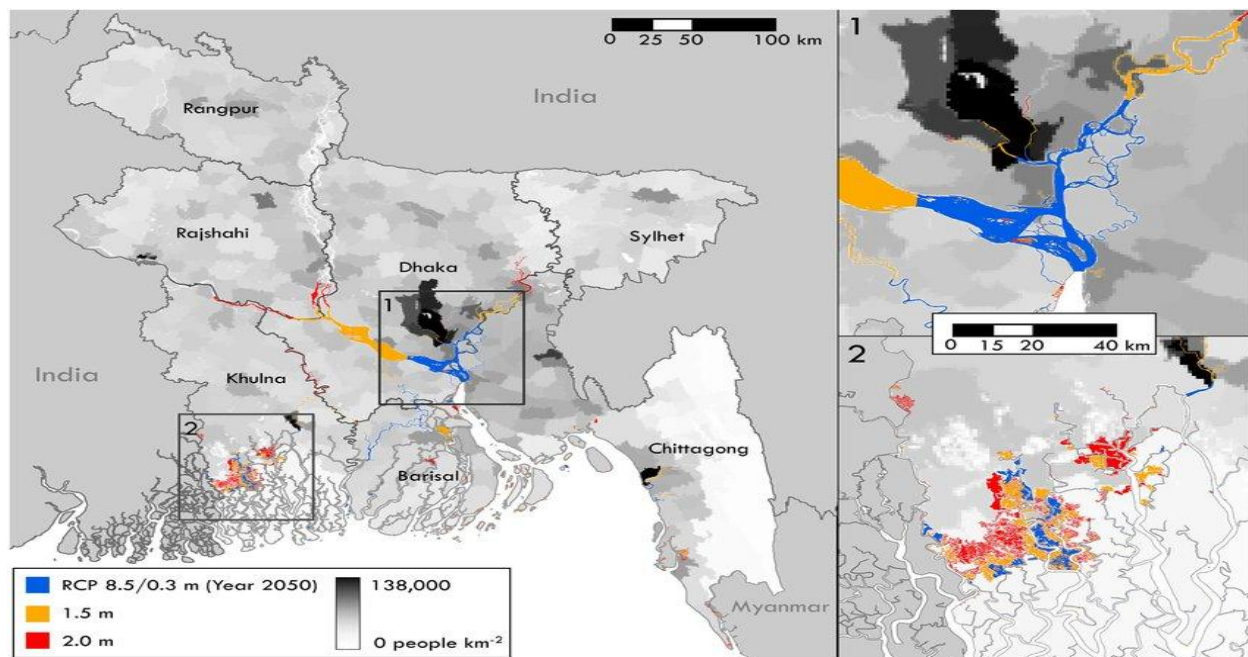 0 25 50 100 km
India
Rangpur
Rajshahi
Sylhet
Dhaka
1
India
Khulna
2
Barisal
Chittagong
Myanmar
RCP 8.5/0.3 m (Year 2050)
1.5 m
2.0 m
138,000
0 people km⁻²
1
0 15 20 40 km
2